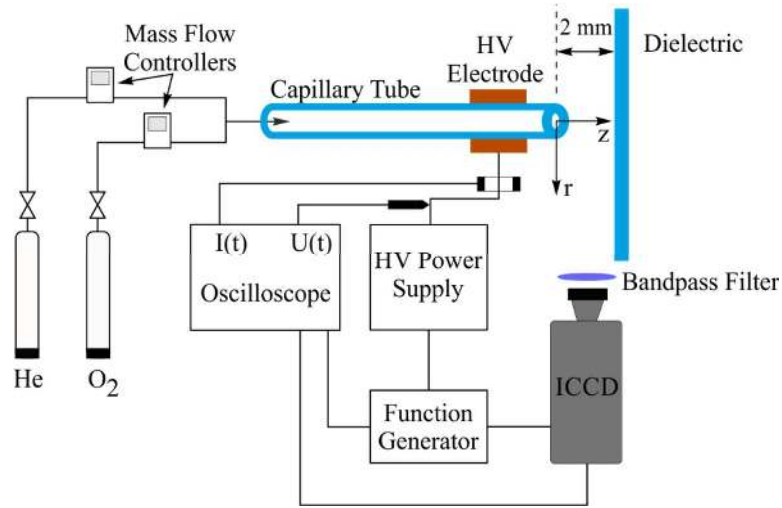 2 mm
Mass Flow
Controllers
HV
Electrode
Dielectric
Capillary Tube
z
r
I(t)
U(t)
Oscilloscope
HV Power
Supply
Bandpass Filter
He
O2
Function
Generator
ICCD